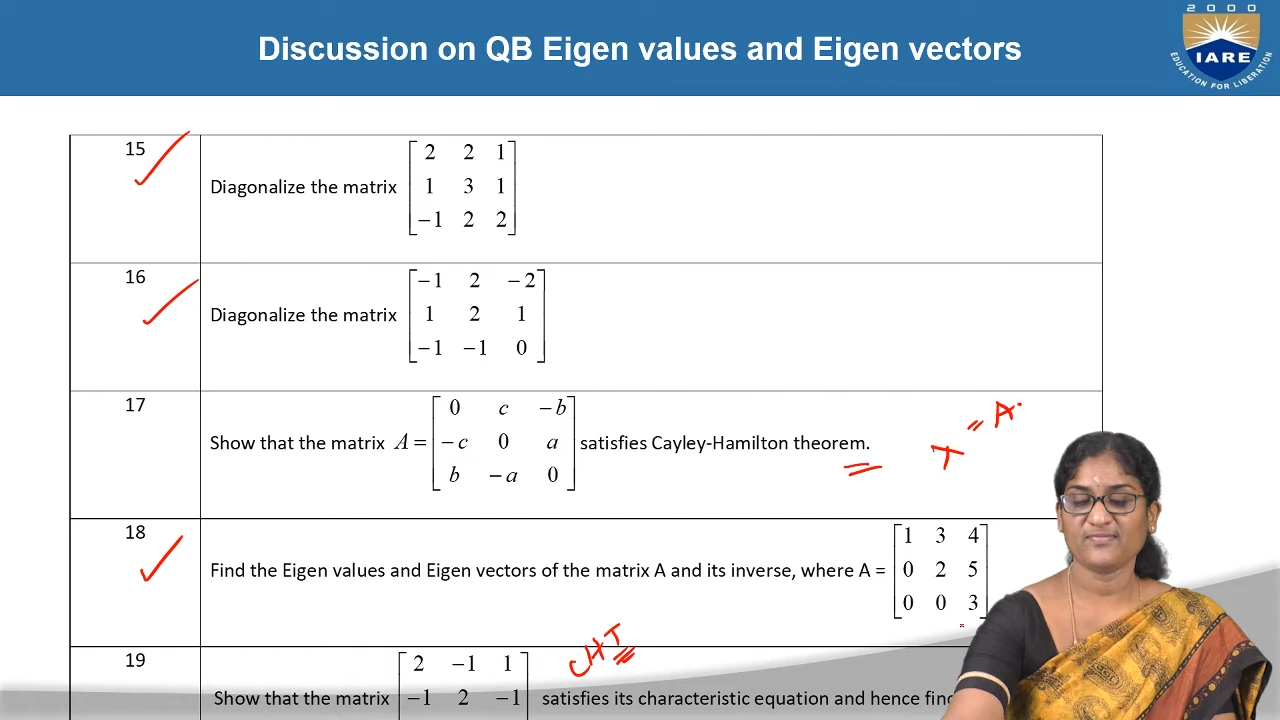 2000
Discussion on QB Eigen values and Eigen vectors
IARE
EDUCATION FOR LIBERATION
15
Diagonalize the matrix
2 2 1
1 3 1
−1 2 2
16
Diagonalize the matrix
−1 2 −2
1 2 1
−1 −1 0
17
Show that the matrix A = satisfies Cayley-Hamilton theorem.
0 c −b
−c 0 a
b −a 0
λ = A.
18
Find the Eigen values and Eigen vectors of the matrix A and its inverse, where A =
1 3 4
0 2 5
0 0 3
CHT
19
Show that the matrix satisfies its characteristic equation and hence
2 −1 1
−1 2 −1